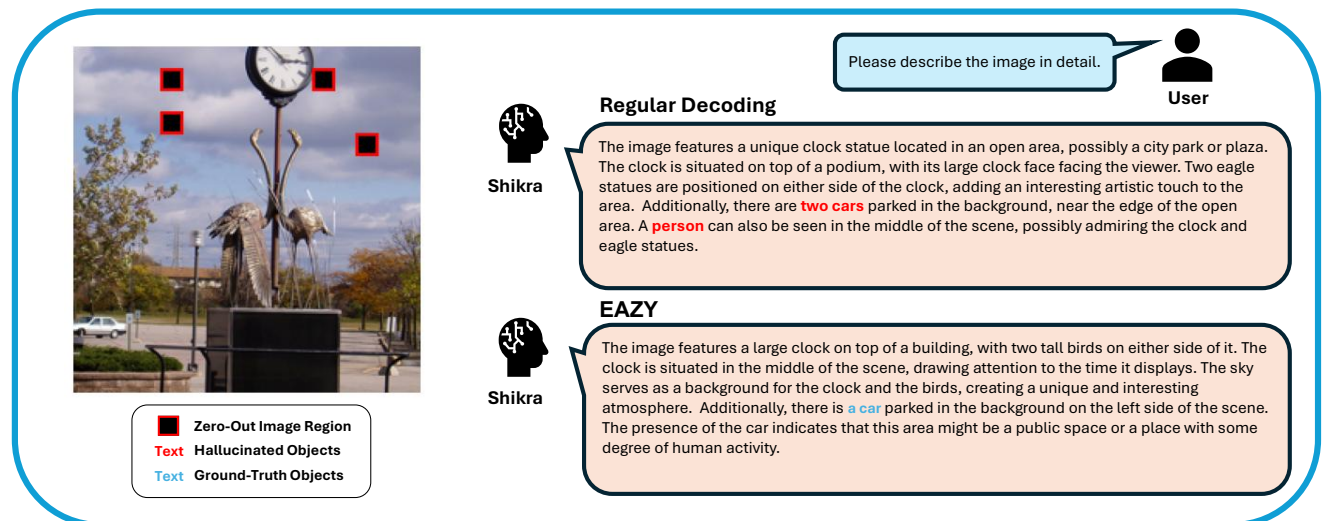 Please describe the image in detail.
User
Regular Decoding
Shikra
The image features a unique clock statue located in an open area, possibly a city park or plaza.
The clock is situated on top of a podium, with its large clock face facing the viewer. Two eagle
statues are positioned on either side of the clock, adding an interesting artistic touch to the
area.  Additionally, there are two cars parked in the background, near the edge of the open
area. A person can also be seen in the middle of the scene, possibly admiring the clock and
eagle statues.
EAZY
Shikra
The image features a large clock on top of a building, with two tall birds on either side of it. The
clock is situated in the middle of the scene, drawing attention to the time it displays. The sky
serves as a background for the clock and the birds, creating a unique and interesting
atmosphere.  Additionally, there is a car parked in the background on the left side of the scene.
The presence of the car indicates that this area might be a public space or a place with some
degree of human activity.
Zero-Out Image Region
Text Hallucinated Objects
Text Ground-Truth Objects